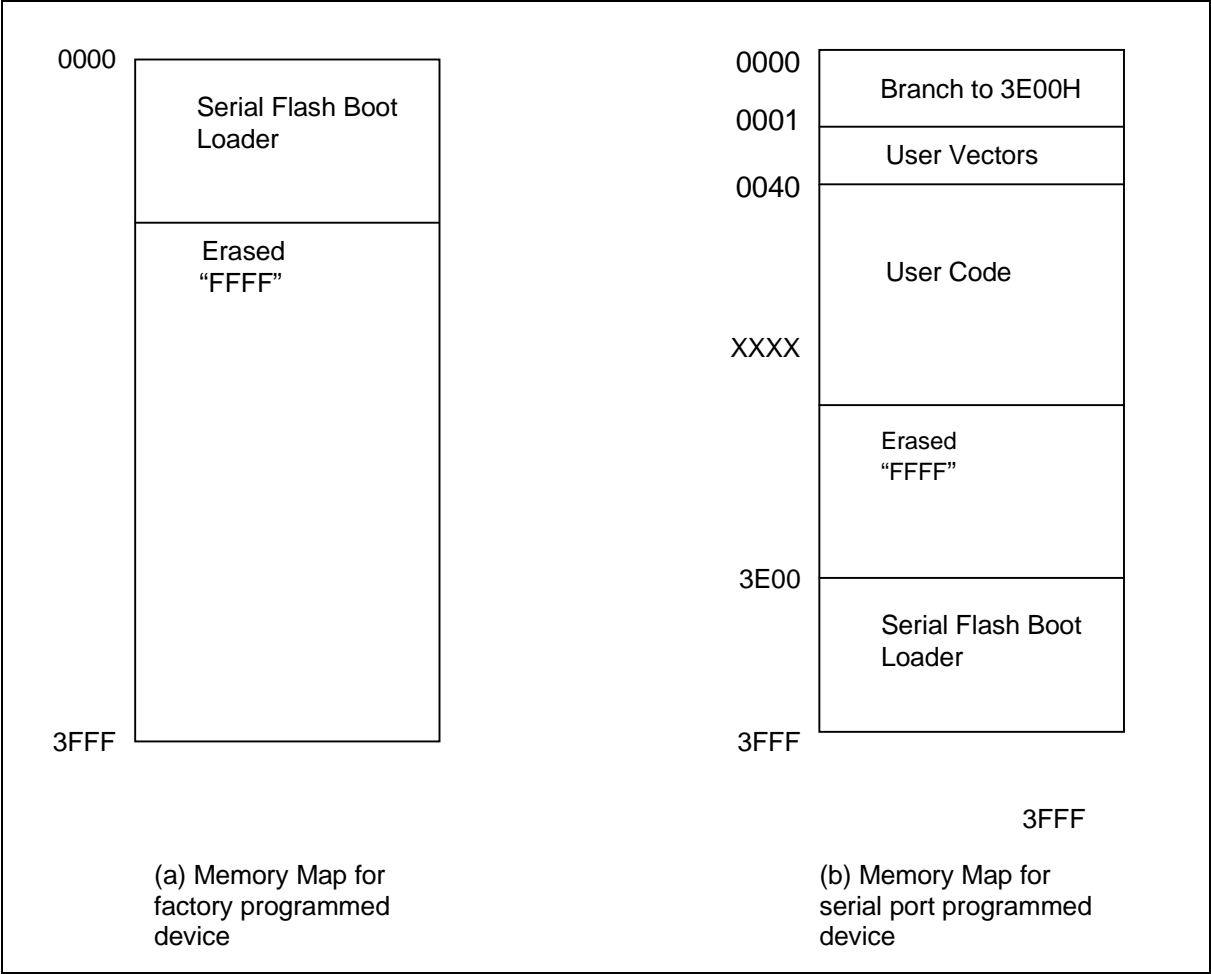 0000
Serial Flash Boot
Loader
Erased
“FFFF”
3FFF
(a) Memory Map for
factory programmed
device
0000
Branch to 3E00H
0001
User Vectors
0040
User Code
XXXX
Erased
“FFFF”
3E00
Serial Flash Boot
Loader
3FFF
3FFF
(b) Memory Map for
serial port programmed
device